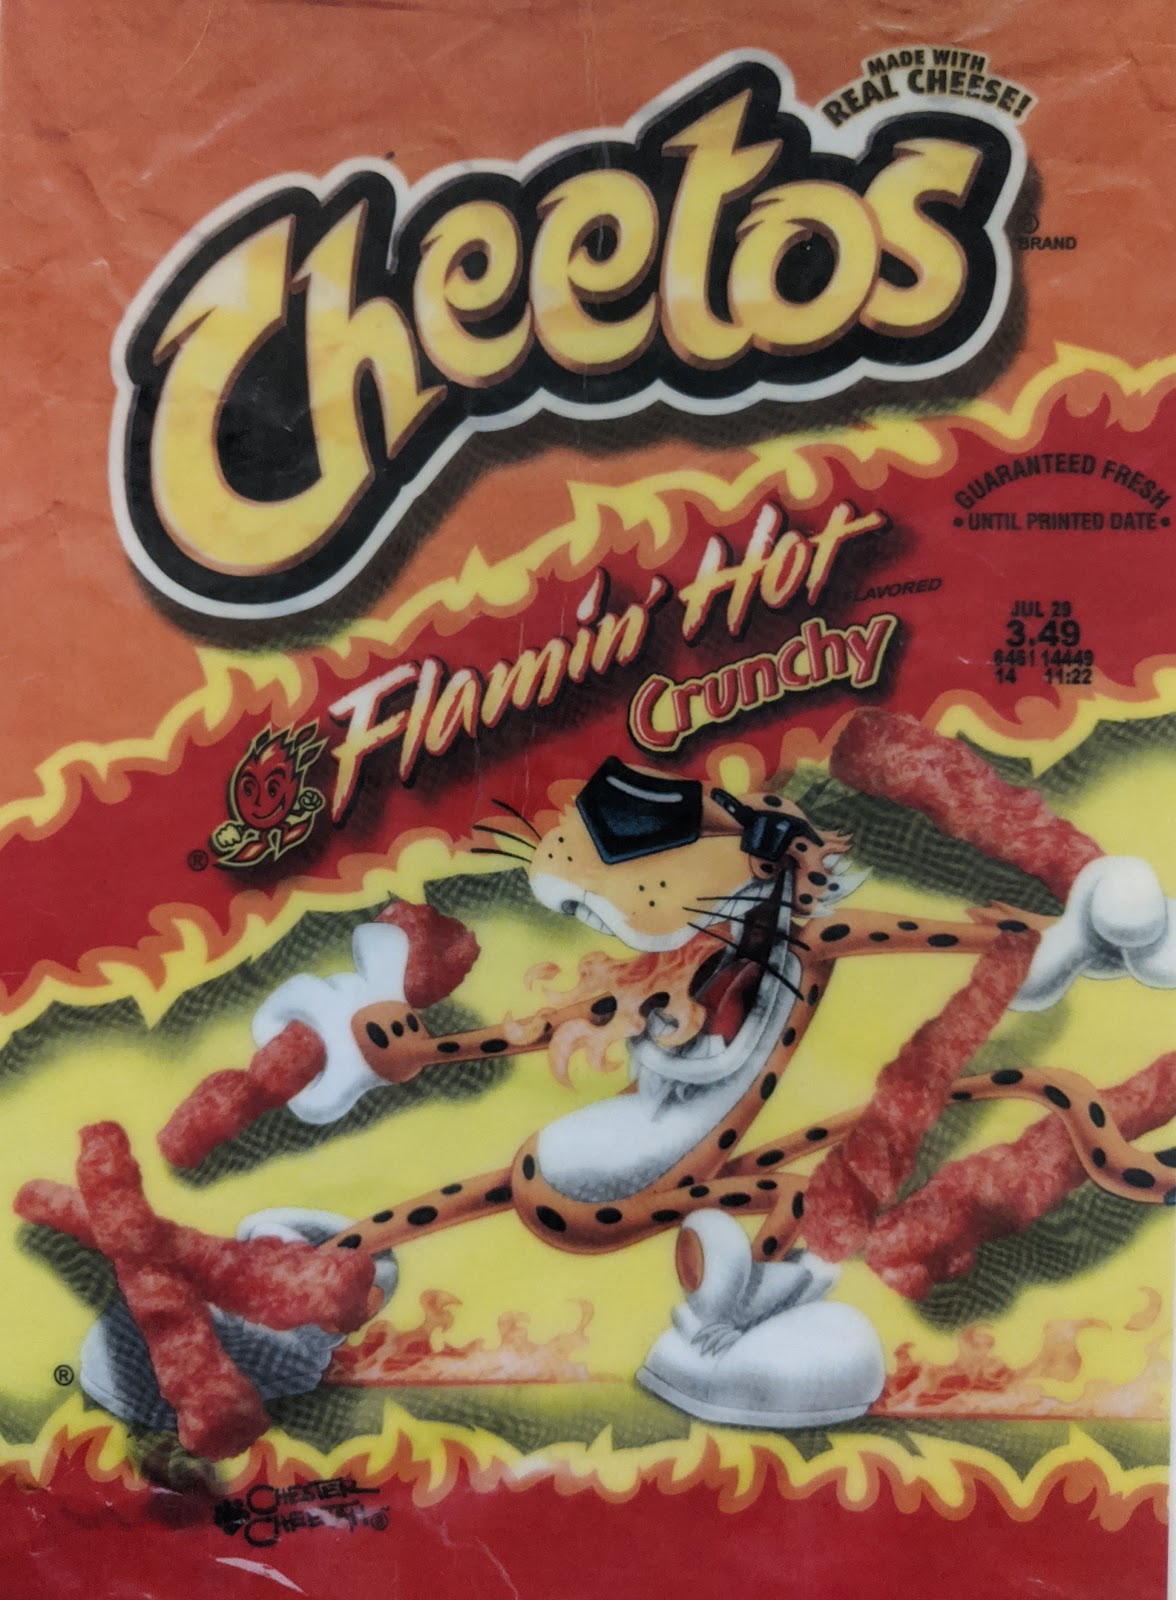 MADE WITH
REAL CHEESE!
Cheetos
®
BRAND
GUARANTEED FRESH
• UNTIL PRINTED DATE •
Flamin' Hot
FLAVORED
Crunchy
JUL 29
3.49
6461 14449
14 11:22
®
®
CHESTER
CHEETAH®